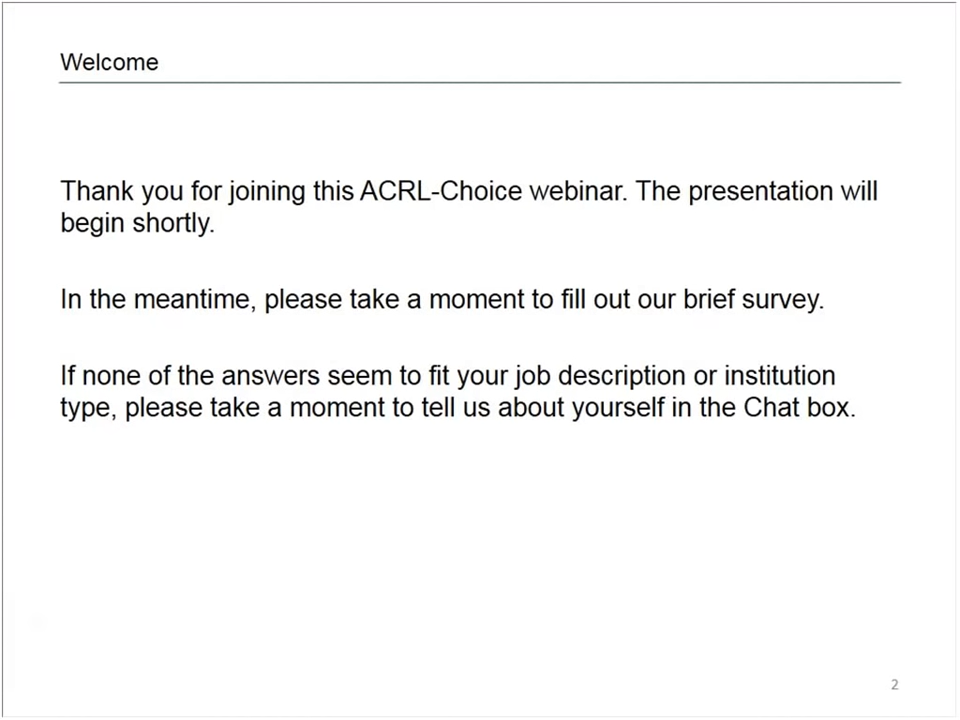 Welcome
Thank you for joining this ACRL-Choice webinar. The presentation will
begin shortly.
In the meantime, please take a moment to fill out our brief survey.
If none of the answers seem to fit your job description or institution
type, please take a moment to tell us about yourself in the Chat box.
2